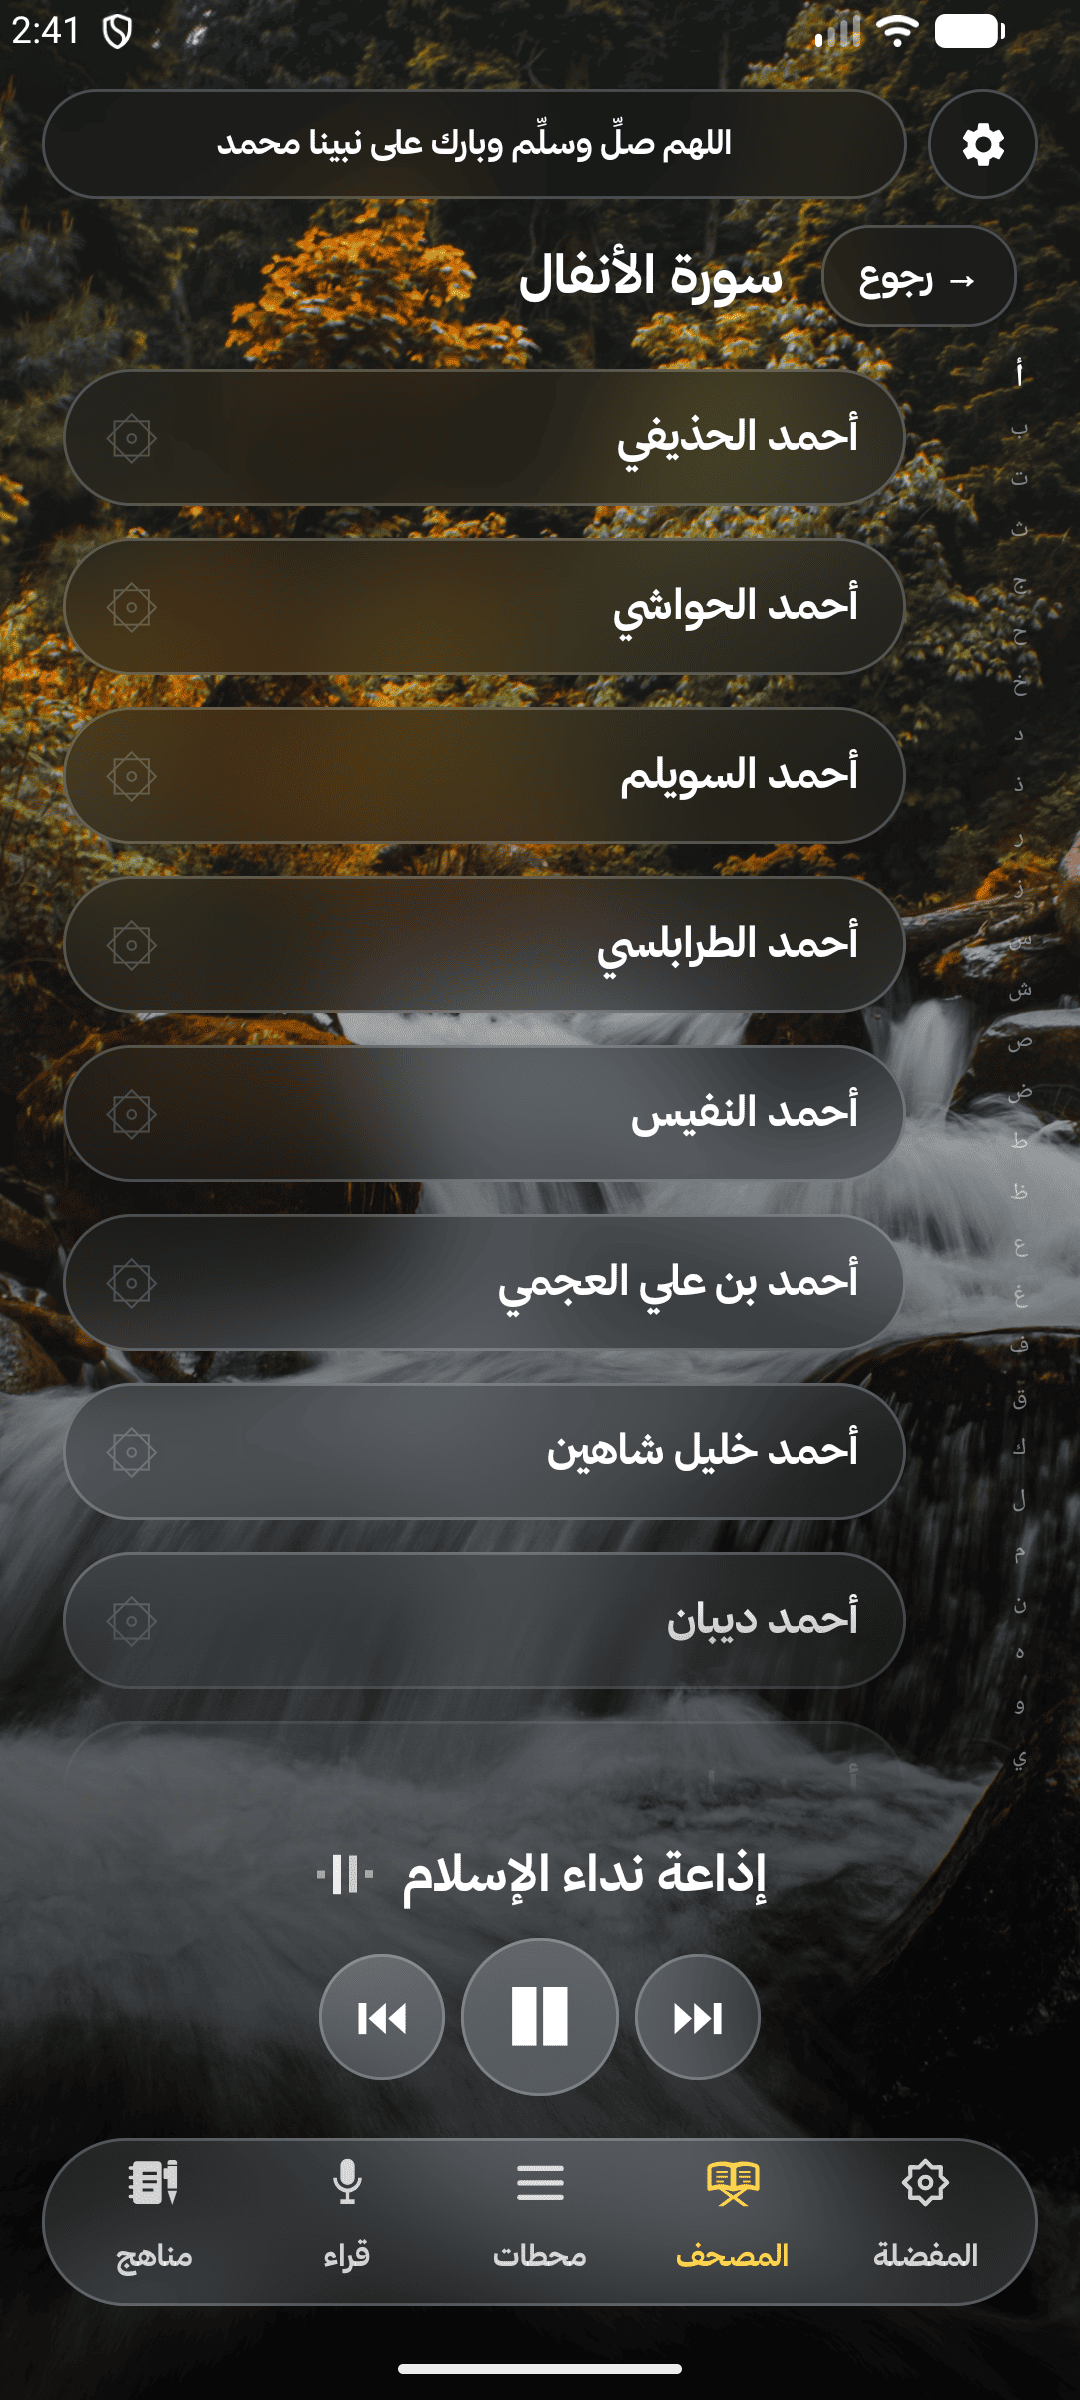 2:41
اللهم صلِّ وسلِّم وبارك على نبينا محمد
→ رجوع
سورة الأنفال
أحمد الحذيفي
أحمد الحواشي
أحمد السويلم
أحمد الطرابلسي
أحمد النفيس
أحمد بن علي العجمي
أحمد خليل شاهين
أحمد ديبان
أ
ب
ت
ث
ج
ح
خ
د
ذ
ر
ز
س
ش
ص
ض
ط
ظ
ع
غ
ف
ق
ك
ل
م
ن
ه
و
ي
إذاعة نداء الإسلام
المفضلة
المصحف
محطات
قراء
مناهج